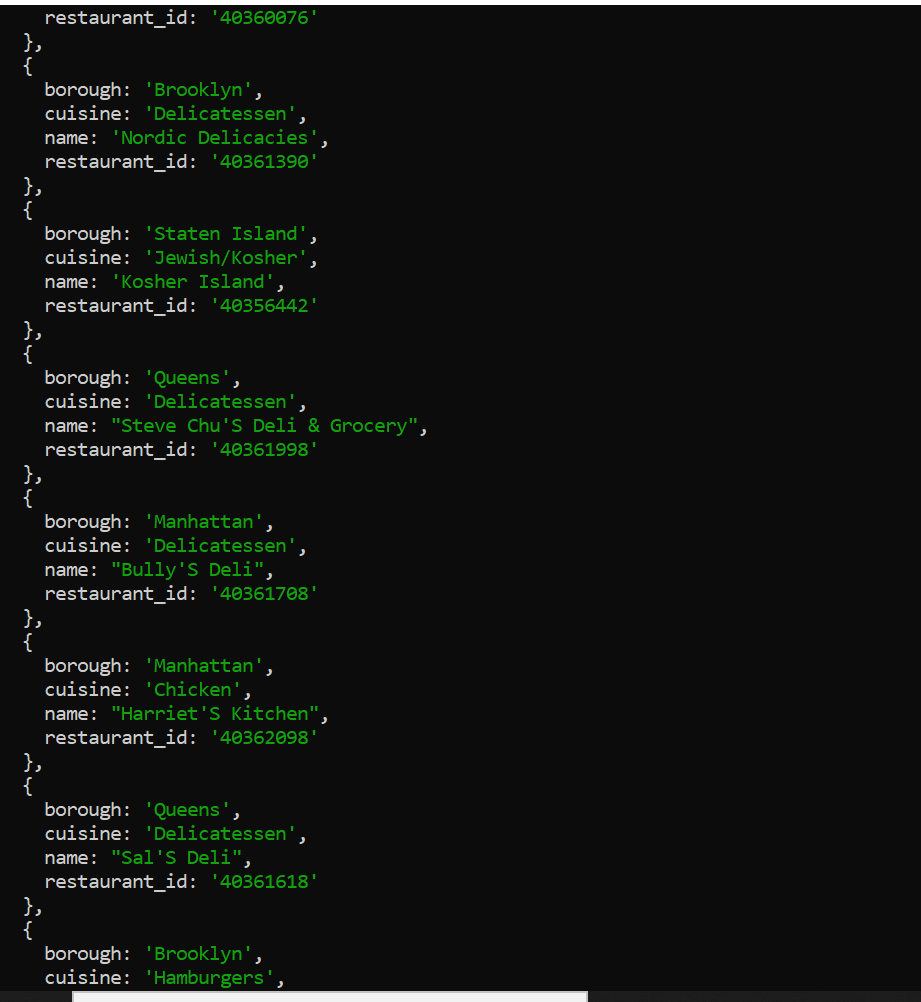 restaurant_id: '40360076'
},
{
borough: 'Brooklyn',
cuisine: 'Delicatessen',
name: 'Nordic Delicacies',
restaurant_id: '40361390'
},
{
borough: 'Staten Island',
cuisine: 'Jewish/Kosher',
name: 'Kosher Island',
restaurant_id: '40356442'
},
{
borough: 'Queens',
cuisine: 'Delicatessen',
name: "Steve Chu'S Deli & Grocery",
restaurant_id: '40361998'
},
{
borough: 'Manhattan',
cuisine: 'Delicatessen',
name: "Bully'S Deli",
restaurant_id: '40361708'
},
{
borough: 'Manhattan',
cuisine: 'Chicken',
name: "Harriet'S Kitchen",
restaurant_id: '40362098'
},
{
borough: 'Queens',
cuisine: 'Delicatessen',
name: "Sal'S Deli",
restaurant_id: '40361618'
},
{
borough: 'Brooklyn',
cuisine: 'Hamburgers',